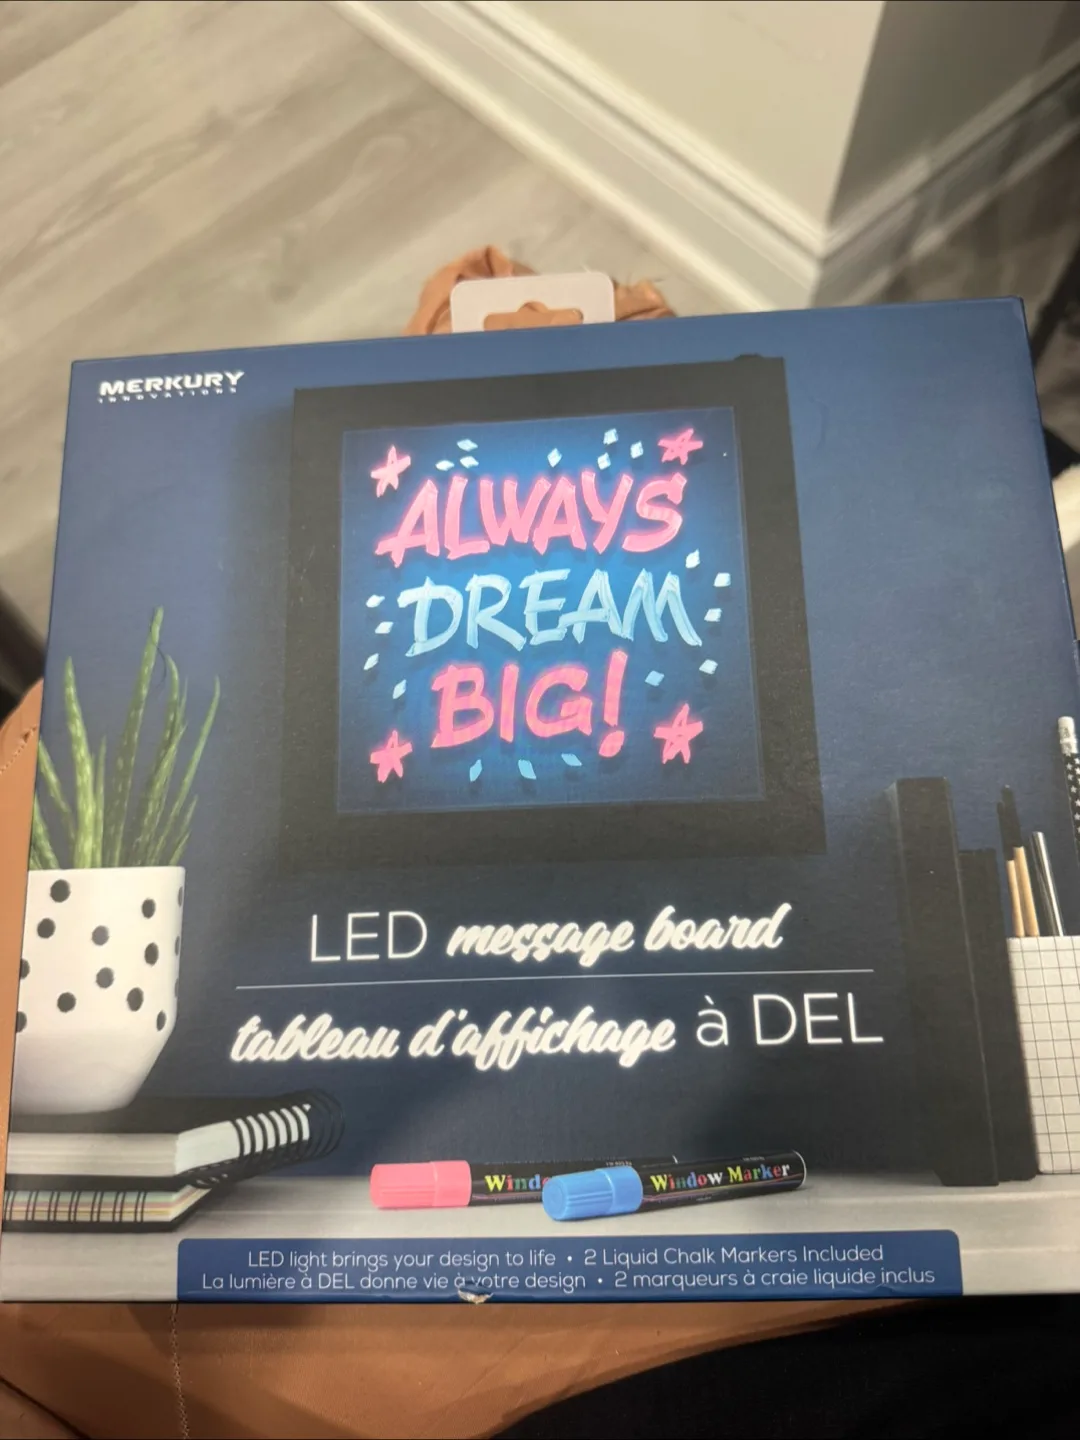 MERKURY
INNOVATIONS
ALWAYS
DREAM
BIG!
LED message board
tableau d'affichage à DEL
Window Marker
LED light brings your design to life • 2 Liquid Chalk Markers Included
La lumière à DEL donne vie à votre design • 2 marqueurs à craie liquide inclus